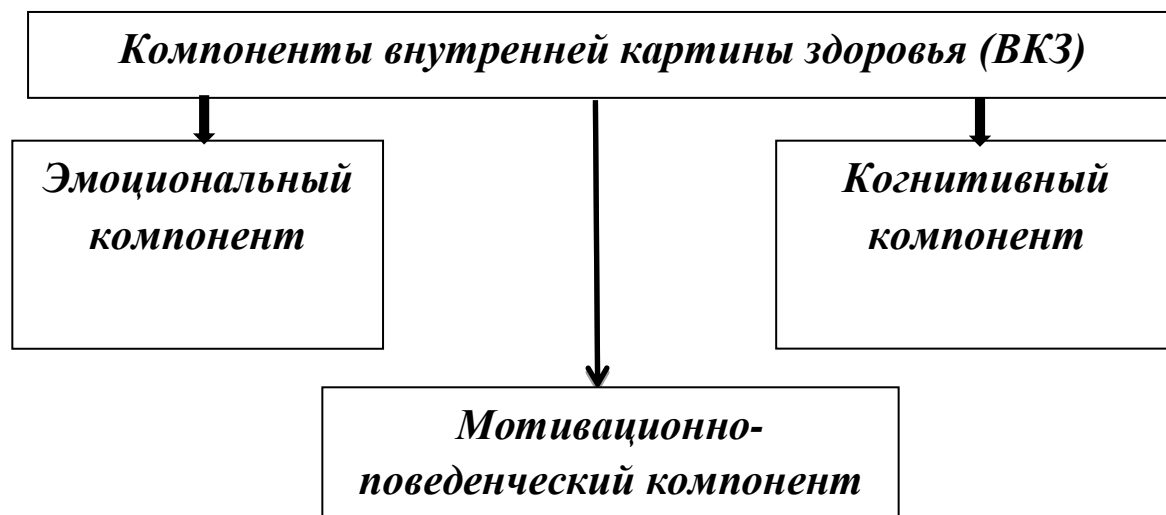 Компоненты внутренней картины здоровья (ВКЗ)
Эмоциональный
компонент
Когнитивный
компонент
Мотивационно-
поведенческий компонент